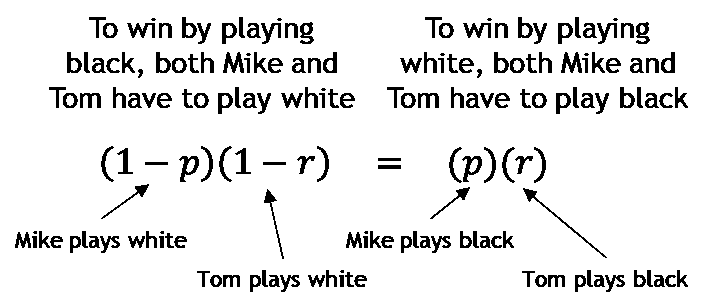 To win by playing
black, both Mike and
Tom have to play white
To win by playing
white, both Mike and
Tom have to play black
(1 − p)(1 − r) = (p)(r)
Mike plays white
Tom plays white
Mike plays black
Tom plays black